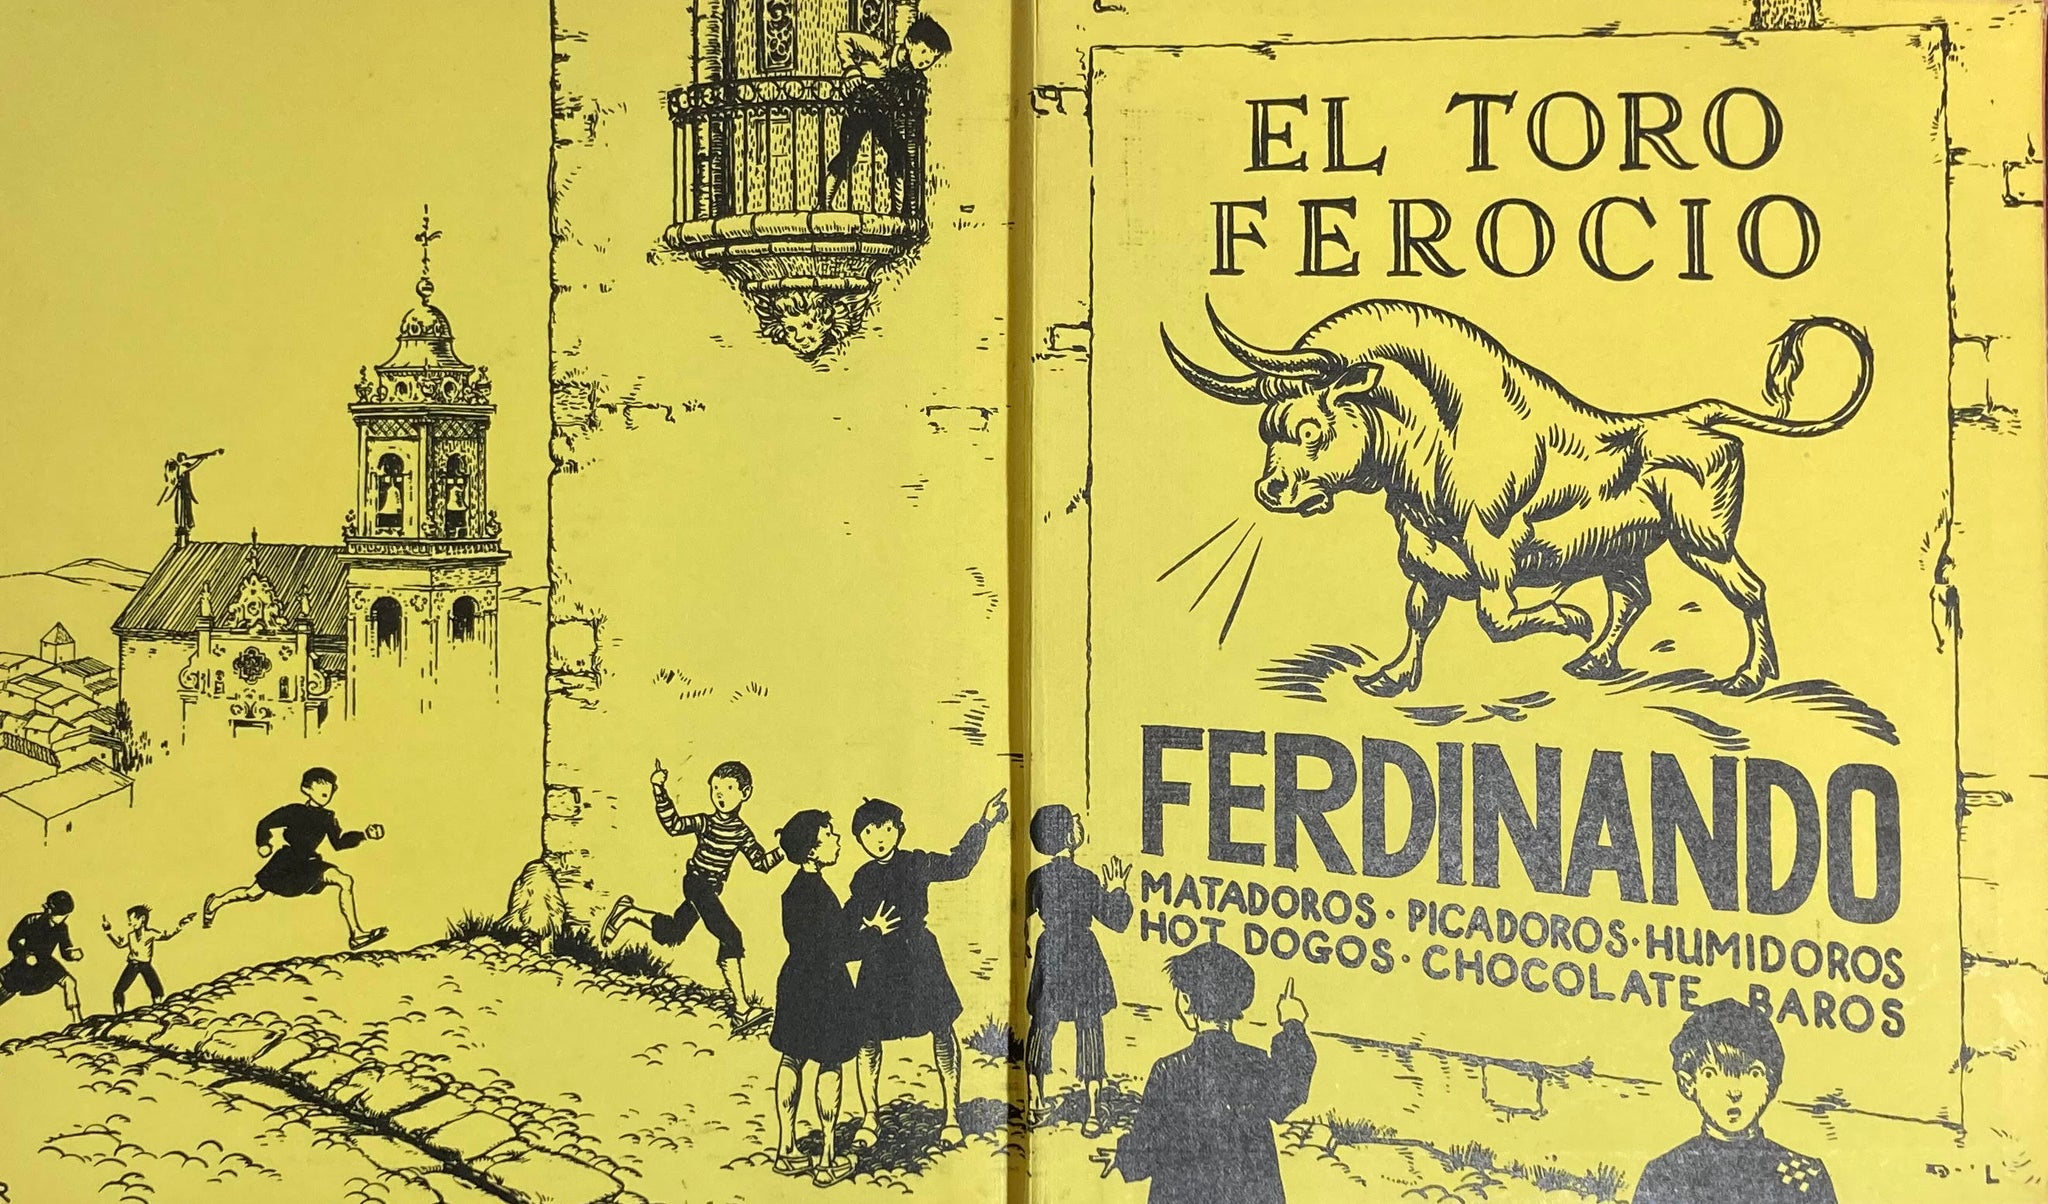 EL TORO
FEROCIO
FERDINANDO
MATADOROS · PICADOROS · HUMIDOROS
HOT DOGOS · CHOCOLATE BAROS
R
L